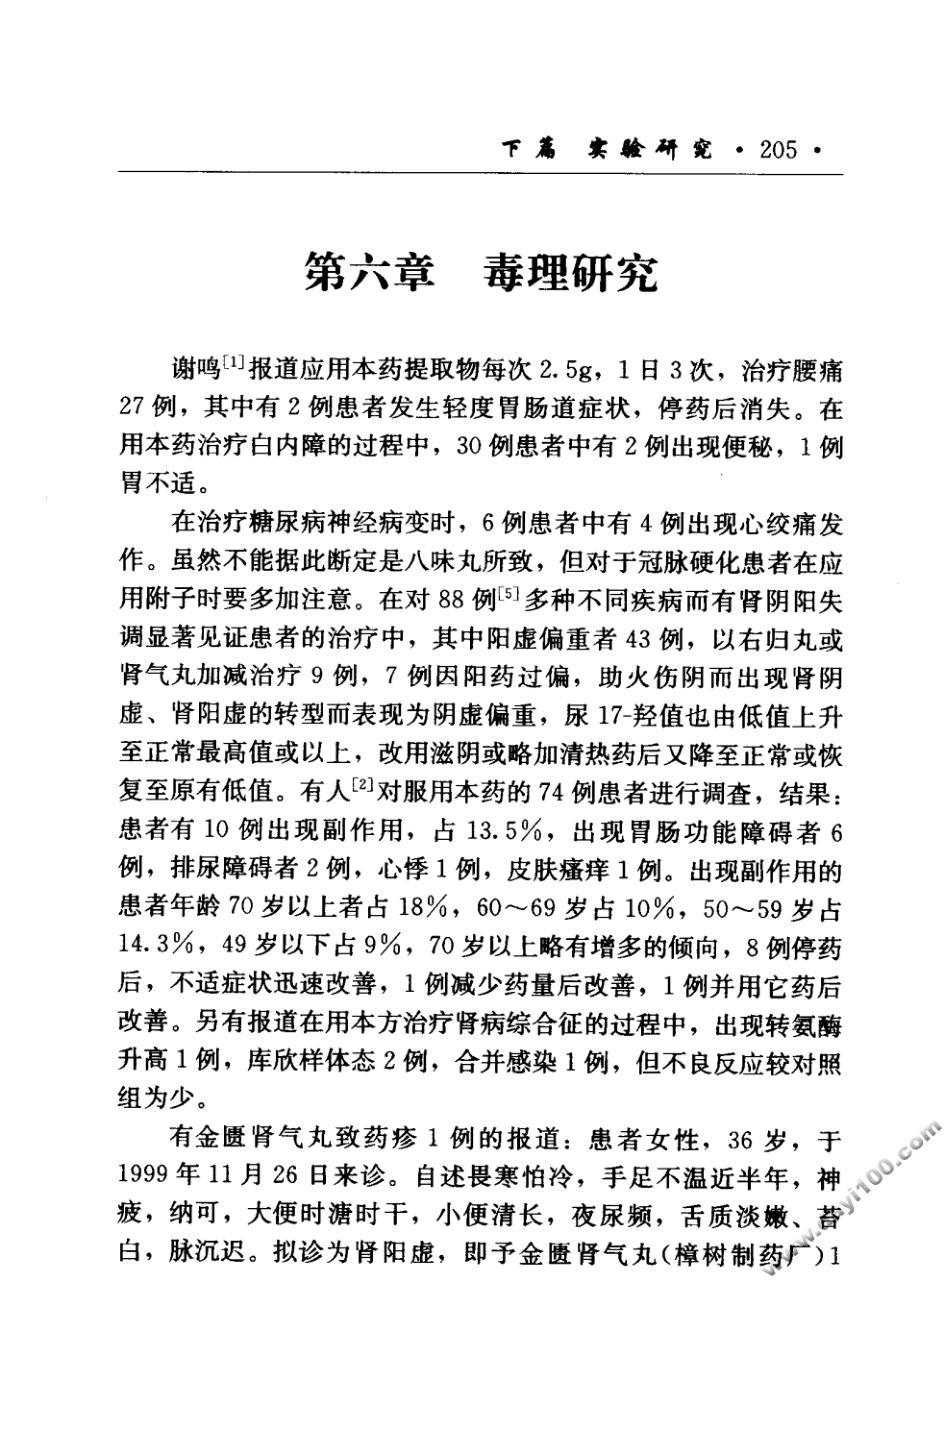 下篇 实验研究 · 205 ·
第六章 毒理研究
谢鸣[1]报道应用本药提取物每次 2.5g，1 日 3 次，治疗腰痛
27 例，其中有 2 例患者发生轻度胃肠道症状，停药后消失。在
用本药治疗白内障的过程中，30 例患者中有 2 例出现便秘，1 例
胃不适。
在治疗糖尿病神经病变时，6 例患者中有 4 例出现心绞痛发
作。虽然不能据此断定是八味丸所致，但对于冠脉硬化患者在应
用附子时要多加注意。在对 88 例[5]多种不同疾病而有肾阴阳失
调显著见证患者的治疗中，其中阳虚偏重者 43 例，以右归丸或
肾气丸加减治疗 9 例，7 例因阳药过偏，助火伤阴而出现肾阴
虚、肾阳虚的转型而表现为阴虚偏重，尿 17-羟值也由低值上升
至正常最高值或以上，改用滋阴或略加清热药后又降至正常或恢
复至原有低值。有人[2]对服用本药的 74 例患者进行调查，结果：
患者有 10 例出现副作用，占 13.5%，出现胃肠功能障碍者 6
例，排尿障碍者 2 例，心悸 1 例，皮肤瘙痒 1 例。出现副作用的
患者年龄 70 岁以上者占 18%，60～69 岁占 10%，50～59 岁占
14.3%，49 岁以下占 9%，70 岁以上略有增多的倾向，8 例停药
后，不适症状迅速改善，1 例减少药量后改善，1 例并用它药后
改善。另有报道在用本方治疗肾病综合征的过程中，出现转氨酶
升高 1 例，库欣样体态 2 例，合并感染 1 例，但不良反应较对照
组为少。
有金匮肾气丸致药疹 1 例的报道：患者女性，36 岁，于
1999 年 11 月 26 日来诊。自述畏寒怕冷，手足不温近半年，神
疲，纳可，大便时溏时干，小便清长，夜尿频，舌质淡嫩、苔
白，脉沉迟。拟诊为肾阳虚，即予金匮肾气丸（樟树制药厂）1